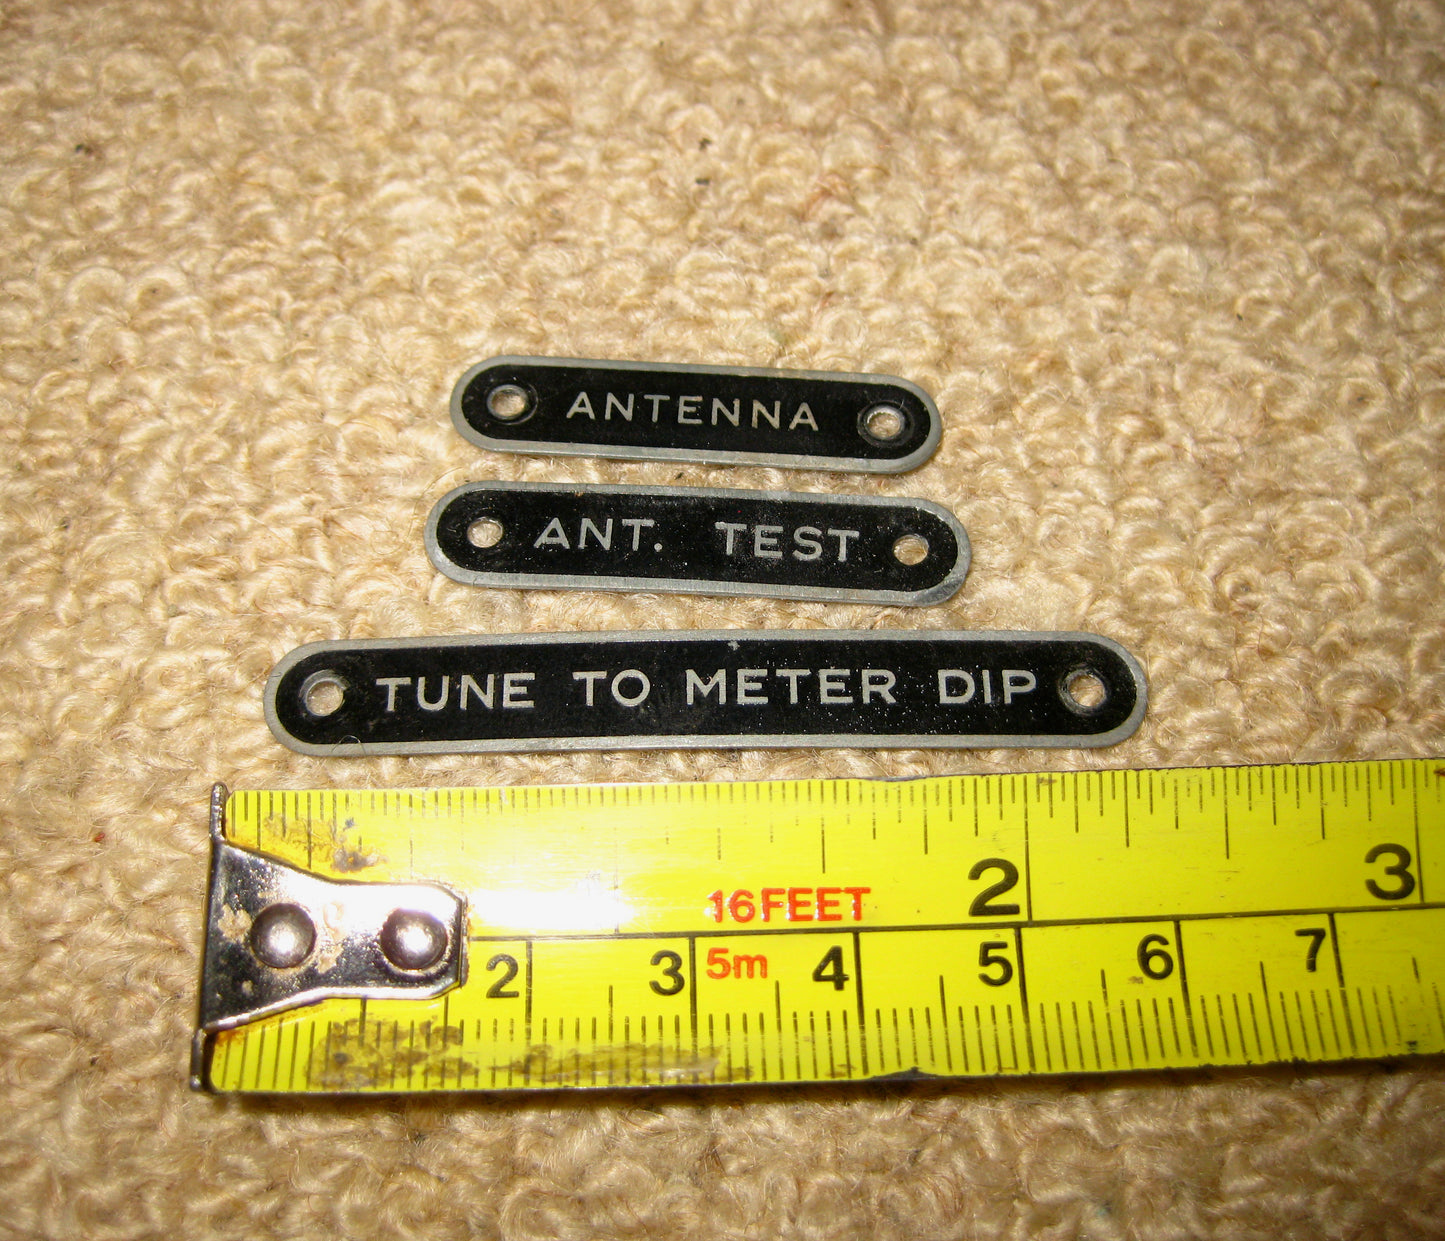 ANTENNA
ANT. TEST
TUNE TO METER DIP
16FEET 2 3
2 3 5m 4 5 6 7